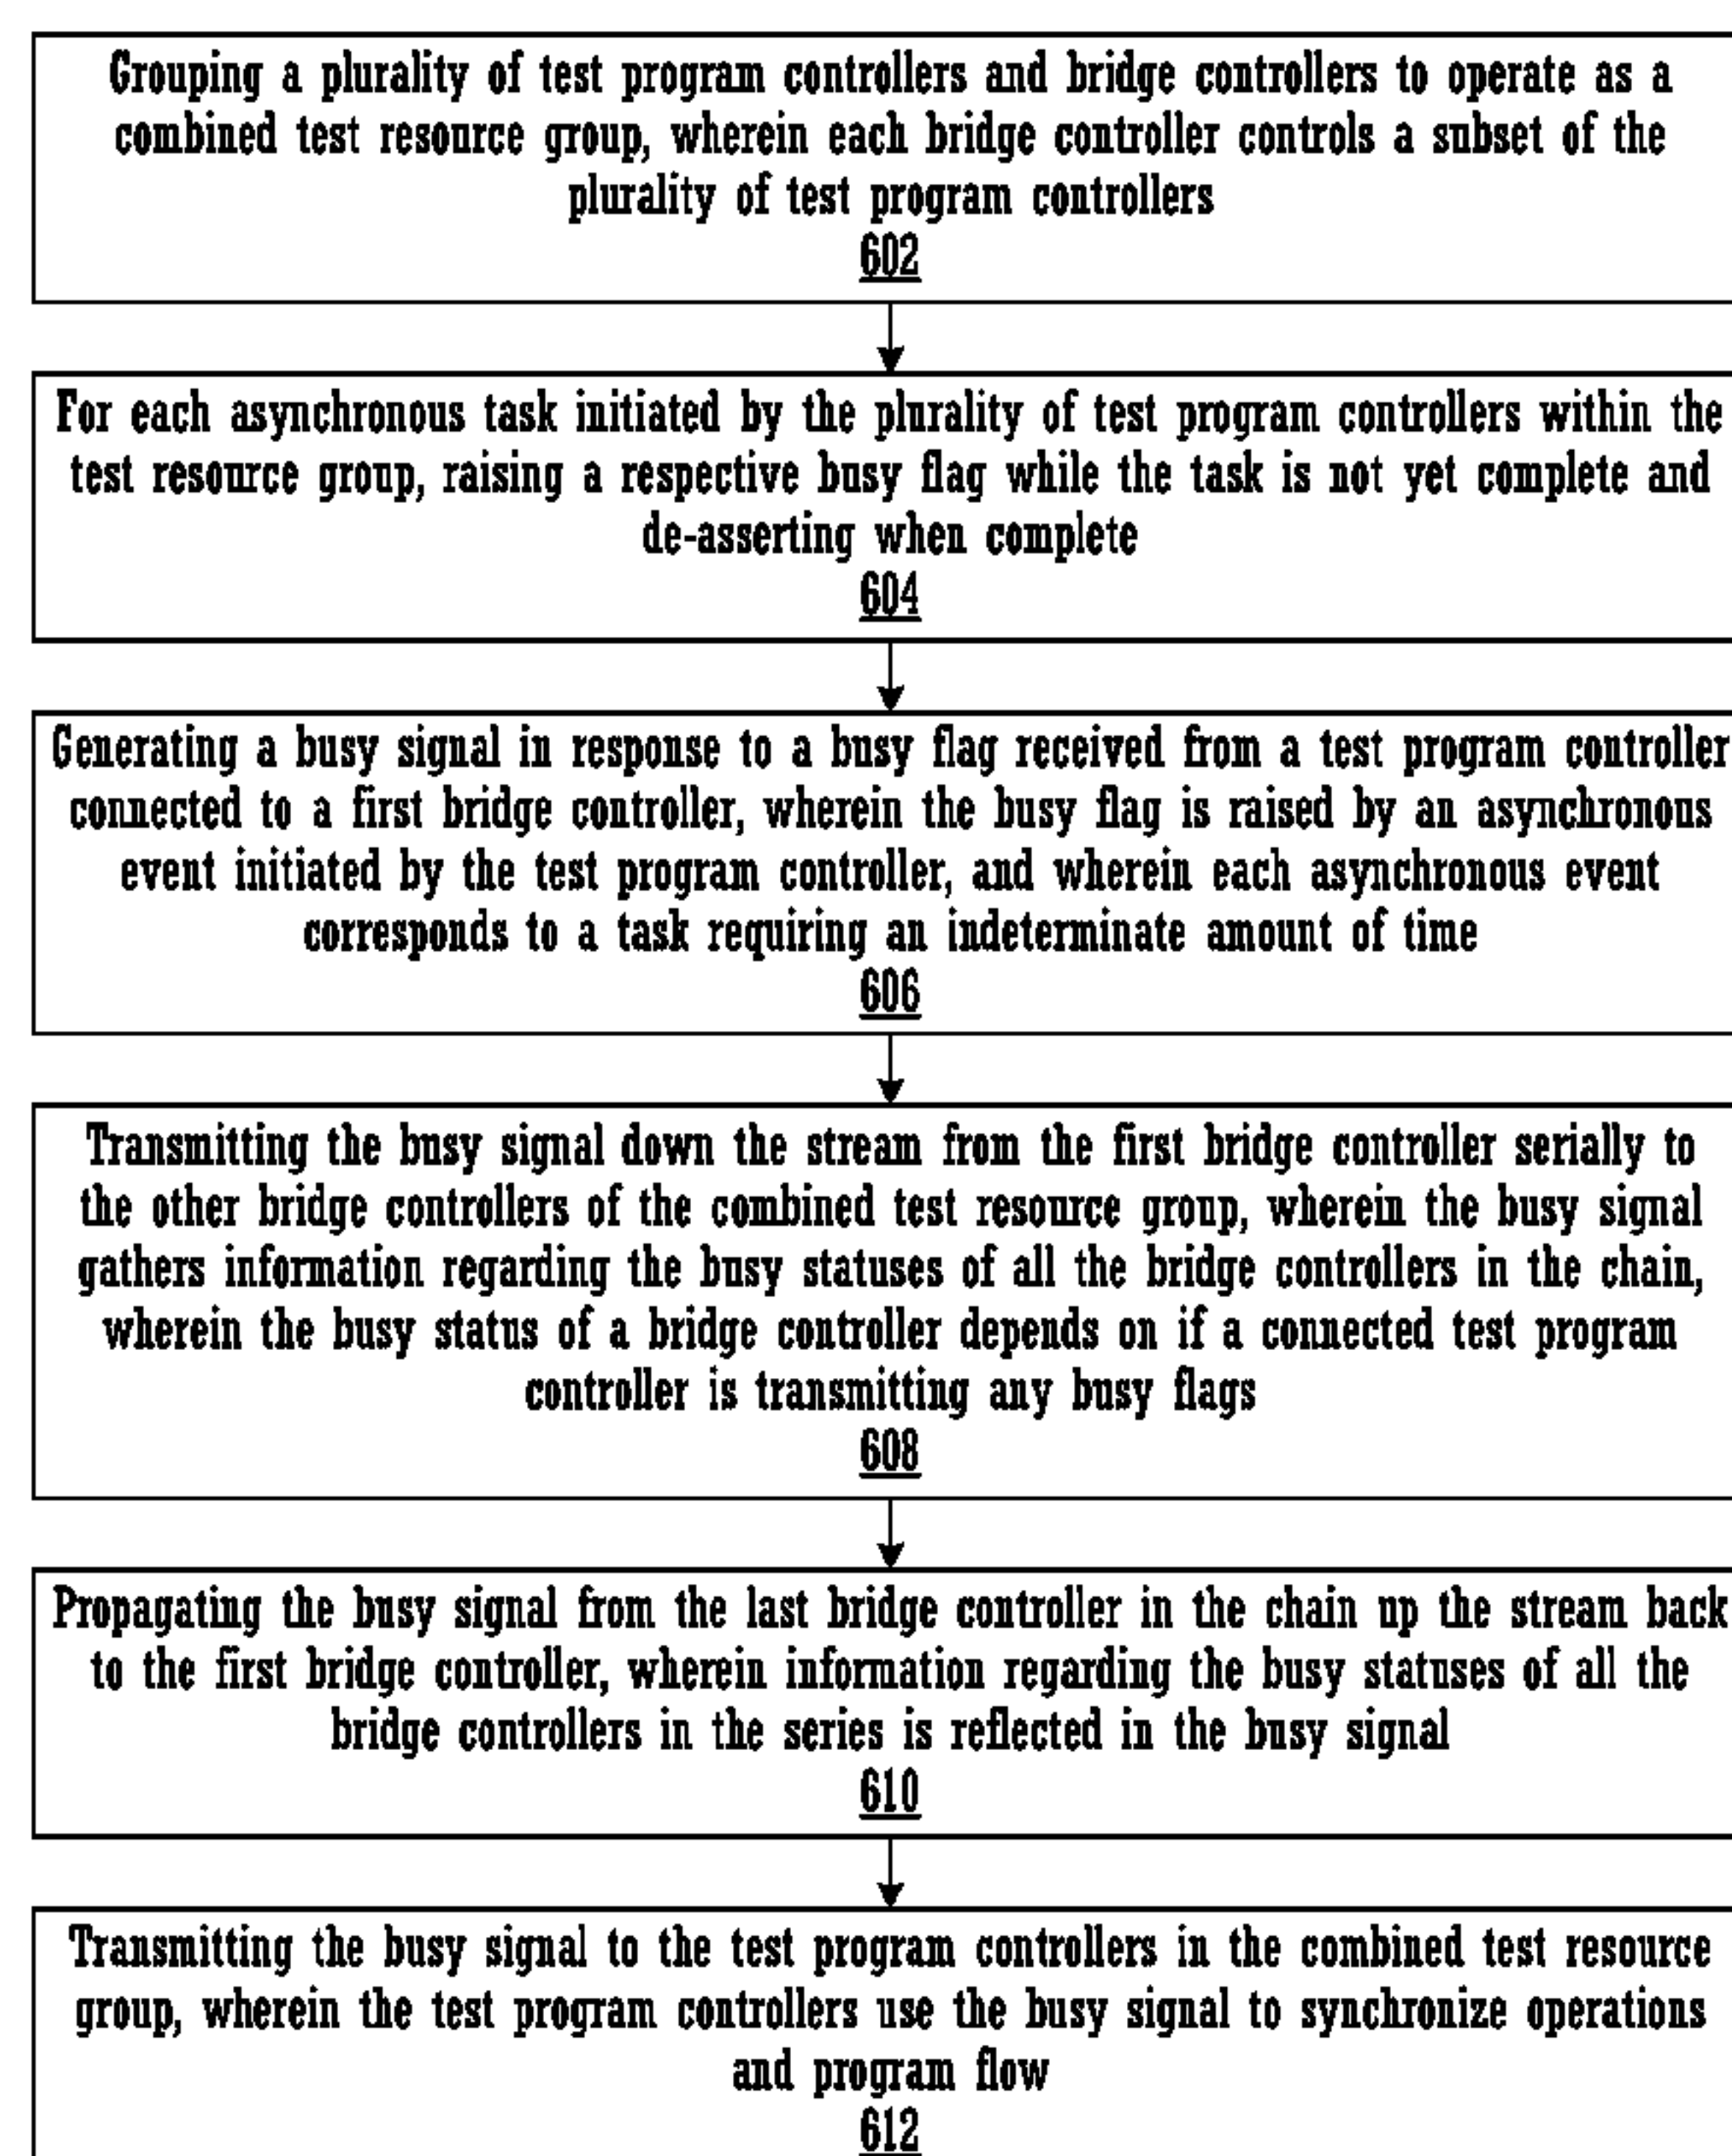 Grouping a plurality of test program controllers and bridge controllers to operate as a
combined test resource group, wherein each bridge controller controls a subset of the
plurality of test program controllers
602
For each asynchronous task initiated by the plurality of test program controllers within the
test resource group, raising a respective busy flag while the task is not yet complete and
de-asserting when complete
604
Generating a busy signal in response to a busy flag received from a test program controller
connected to a first bridge controller, wherein the busy flag is raised by an asynchronous
event initiated by the test program controller, and wherein each asynchronous event
corresponds to a task requiring an indeterminate amount of time
606
Transmitting the busy signal down the stream from the first bridge controller serially to
the other bridge controllers of the combined test resource group, wherein the busy signal
gathers information regarding the busy statuses of all the bridge controllers in the chain,
wherein the busy status of a bridge controller depends on if a connected test program
controller is transmitting any busy flags
608
Propagating the busy signal from the last bridge controller in the chain up the stream back
to the first bridge controller, wherein information regarding the busy statuses of all the
bridge controllers in the series is reflected in the busy signal
610
Transmitting the busy signal to the test program controllers in the combined test resource
group, wherein the test program controllers use the busy signal to synchronize operations
and program flow
612